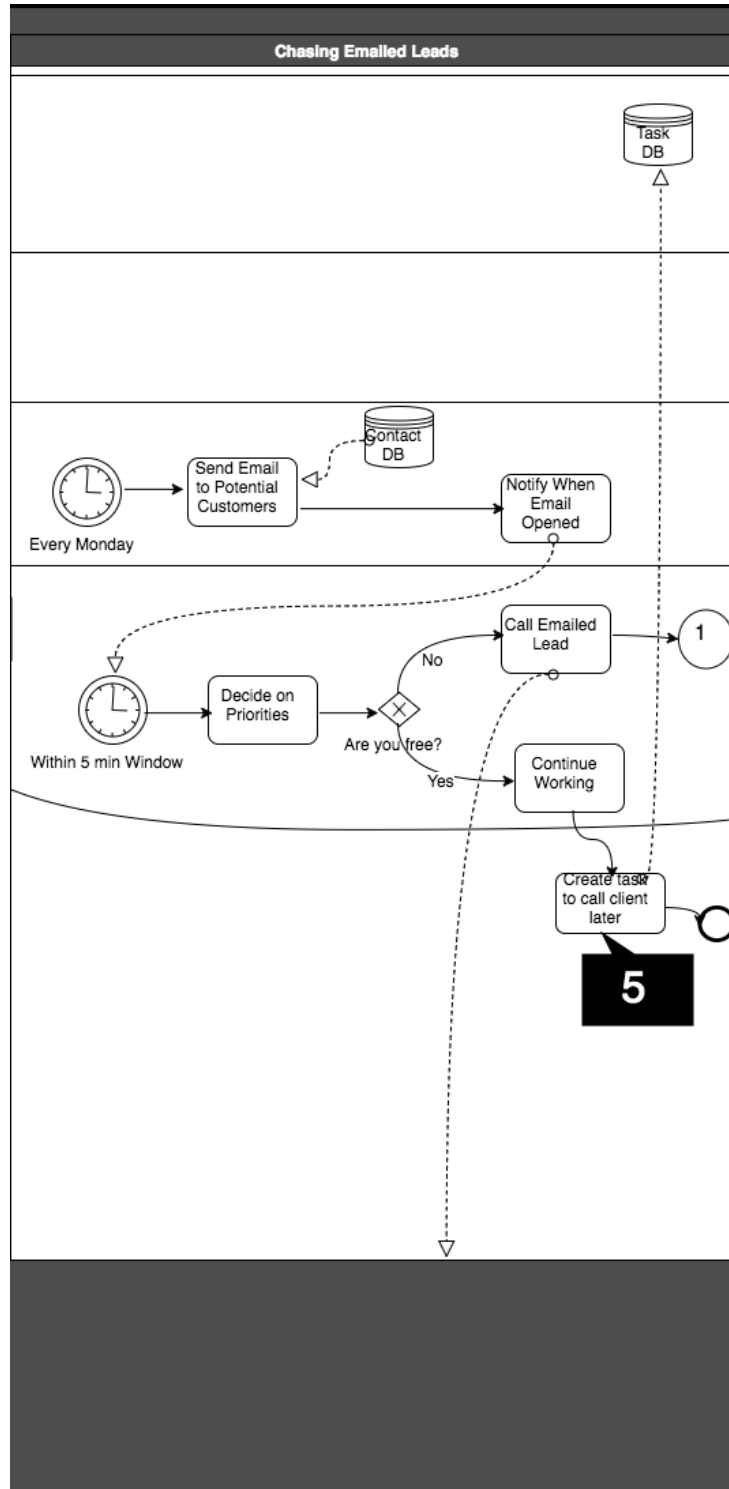 Chasing Emailed Leads
Task
DB
Contact
DB
Send Email
to Potential
Customers
Notify When
Email
Opened
Every Monday
Call Emailed
Lead
1
No
Decide on
Priorities
Are you free?
Within 5 min Window
Continue
Working
Yes
Create task
to call client
later
5